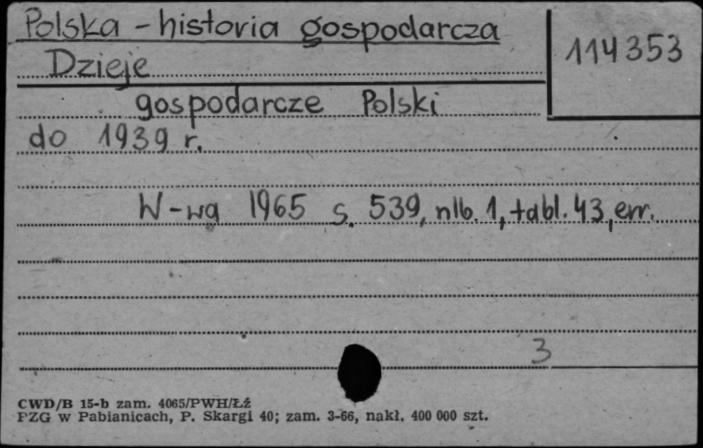 Polska - historia gospodarcza
114353
Dzieje
gospodarcze Polski
do 1939 r.
W-wa 1965 s. 539, nlb. 1, tabl. 43, err.
3
CWD/B 15-b zam. 4065/PWH/Łź
PZG w Pabianicach, P. Skargi 40; zam. 3-66, nakł. 400 000 szt.